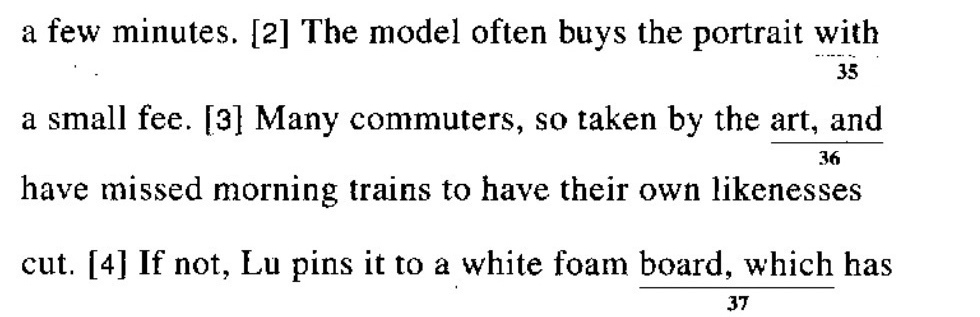 a few minutes. [2] The model often buys the portrait with
35
a small fee. [3] Many commuters, so taken by the art, and
36
have missed morning trains to have their own likenesses
cut. [4] If not, Lu pins it to a white foam board, which has
37